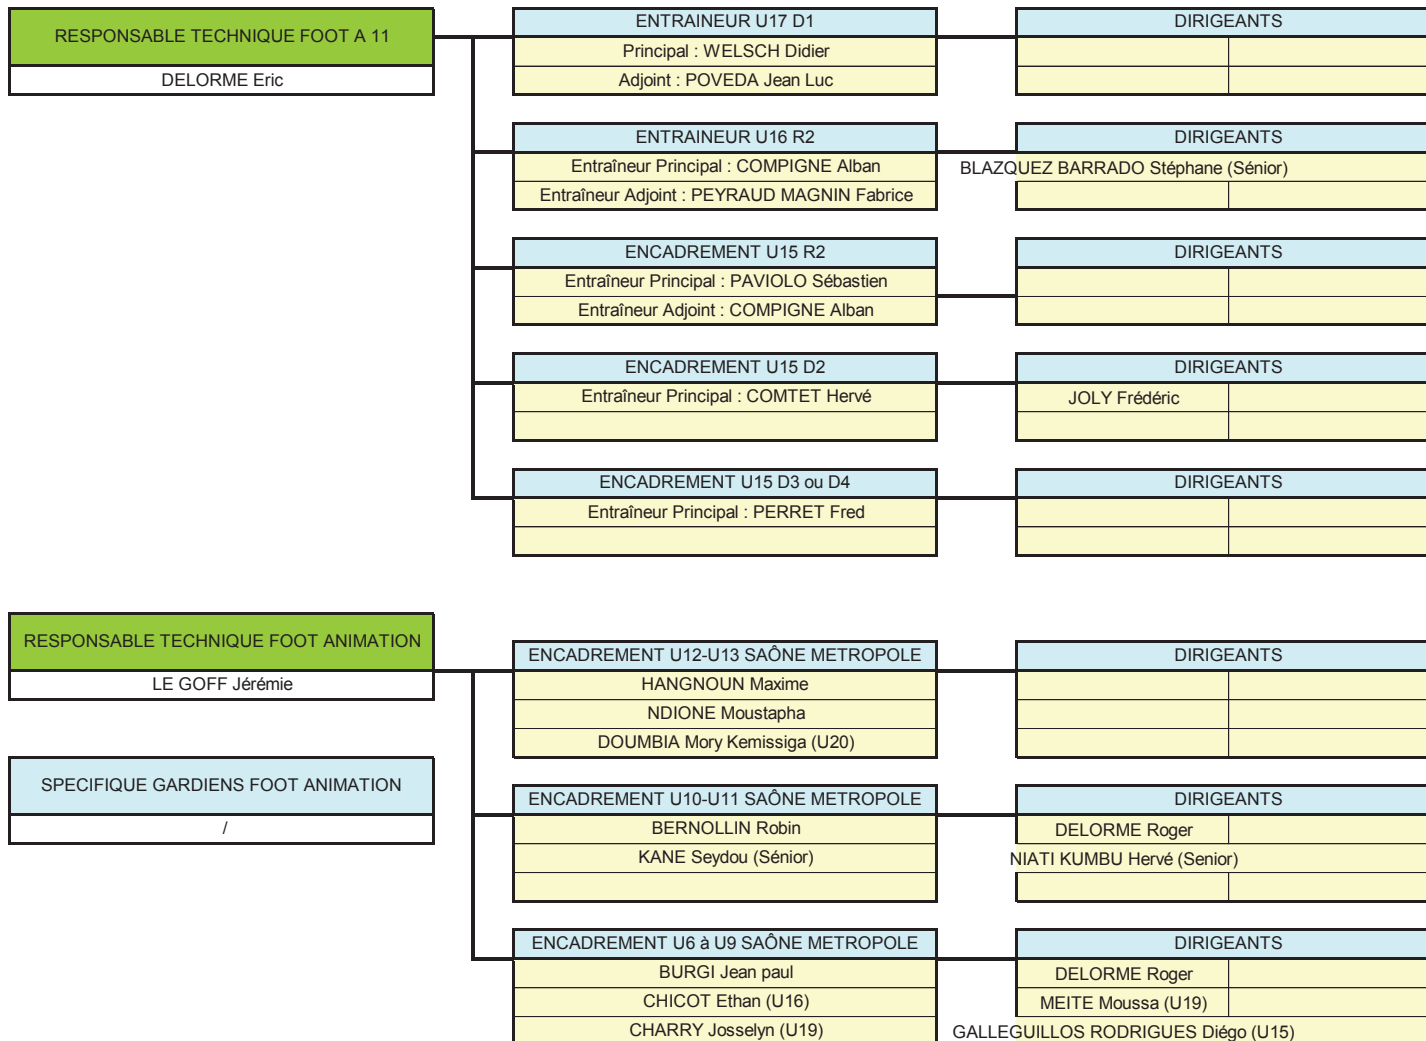 RESPONSABLE TECHNIQUE FOOT A 11
DELORME Eric
ENTRAINEUR U17 D1
Principal : WELSCH Didier
Adjoint : POVEDA Jean Luc
DIRIGEANTS
ENTRAINEUR U16 R2
Entraîneur Principal : COMPIGNE Alban
Entraîneur Adjoint : PEYRAUD MAGNIN Fabrice
DIRIGEANTS
BLAZQUEZ BARRADO Stéphane (Sénior)
ENCADREMENT U15 R2
Entraîneur Principal : PAVIOLO Sébastien
Entraîneur Adjoint : COMPIGNE Alban
DIRIGEANTS
ENCADREMENT U15 D2
Entraîneur Principal : COMTET Hervé
DIRIGEANTS
JOLY Frédéric
ENCADREMENT U15 D3 ou D4
Entraîneur Principal : PERRET Fred
DIRIGEANTS
RESPONSABLE TECHNIQUE FOOT ANIMATION
LE GOFF Jérémie
SPECIFIQUE GARDIENS FOOT ANIMATION
/
ENCADREMENT U12-U13 SAÔNE METROPOLE
HANGNOUN Maxime
NDIONE Moustapha
DOUMBIA Mory Kemissiga (U20)
DIRIGEANTS
ENCADREMENT U10-U11 SAÔNE METROPOLE
BERNOLLIN Robin
KANE Seydou (Sénior)
DIRIGEANTS
DELORME Roger
NIATI KUMBU Hervé (Senior)
ENCADREMENT U6 à U9 SAÔNE METROPOLE
BURGI Jean paul
CHICOT Ethan (U16)
CHARRY Josselyn (U19)
DIRIGEANTS
DELORME Roger
MEITE Moussa (U19)
GALLEGUILLOS RODRIGUES Diégo (U15)